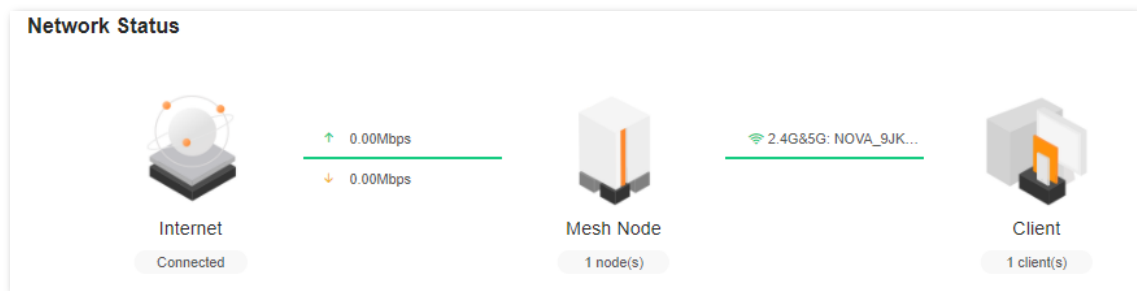 Network Status
0.00Mbps
2.4G&5G: NOVA_9JK...
0.00Mbps
Internet
Mesh Node
Client
Connected
1 node(s)
1 client(s)